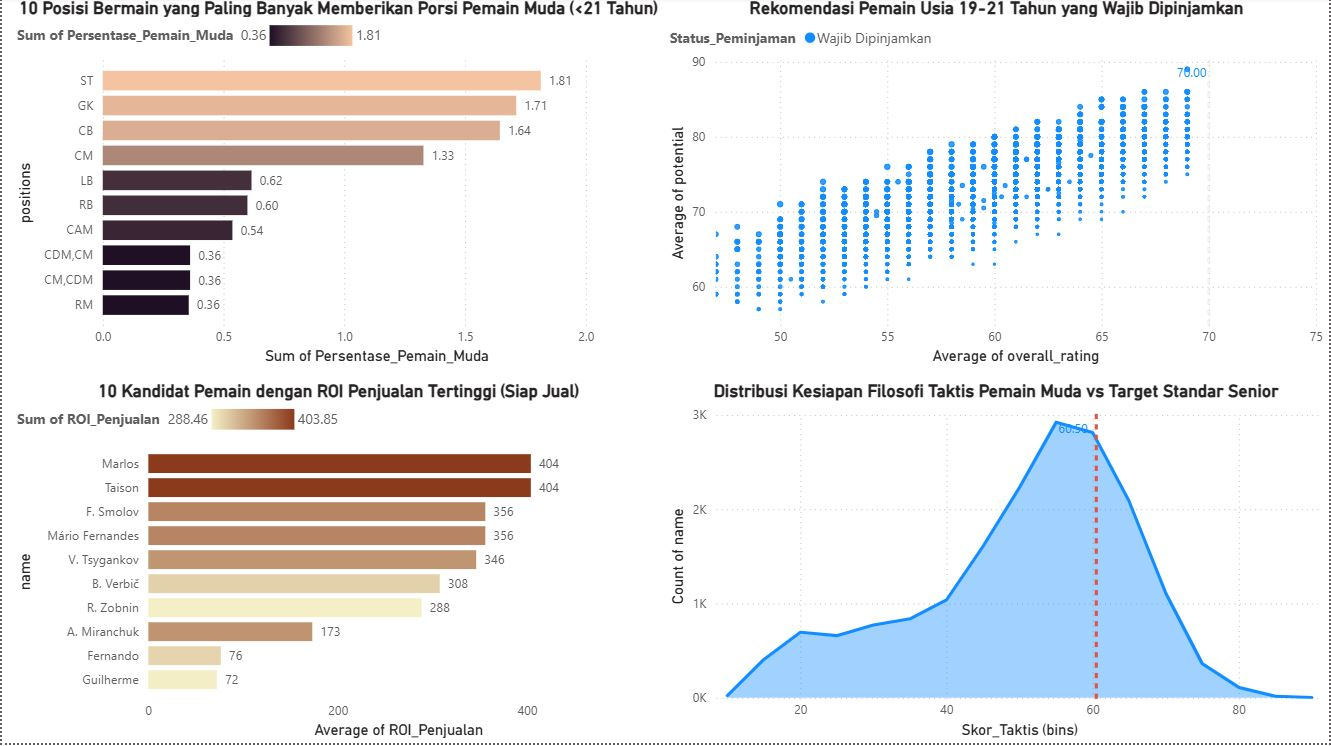 10 Posisi Bermain yang Paling Banyak Memberikan Porsi Pemain Muda (<21 Tahun)
Sum of Persentase_Pemain_Muda 0.36 1.81
positions
ST 1.81
GK 1.71
CB 1.64
CM 1.33
LB 0.62
RB 0.60
CAM 0.54
CDM,CM 0.36
CM,CDM 0.36
RM 0.36
0.0 0.5 1.0 1.5 2.0
Sum of Persentase_Pemain_Muda
Rekomendasi Pemain Usia 19-21 Tahun yang Wajib Dipinjamkan
Status_Peminjaman Wajib Dipinjamkan
Average of potential
90
70.00
80
70
60
50 55 60 65 70 75
Average of overall_rating
10 Kandidat Pemain dengan ROI Penjualan Tertinggi (Siap Jual)
Sum of ROI_Penjualan 288.46 403.85
name
Marlos 404
Taison 404
F. Smolov 356
Mário Fernandes 356
V. Tsygankov 346
B. Verbič 308
R. Zobnin 288
A. Miranchuk 173
Fernando 76
Guilherme 72
0 200 400
Average of ROI_Penjualan
Distribusi Kesiapan Filosofi Taktis Pemain Muda vs Target Standar Senior
Count of name
3K
60.50
2K
1K
0K
20 40 60 80
Skor_Taktis (bins)